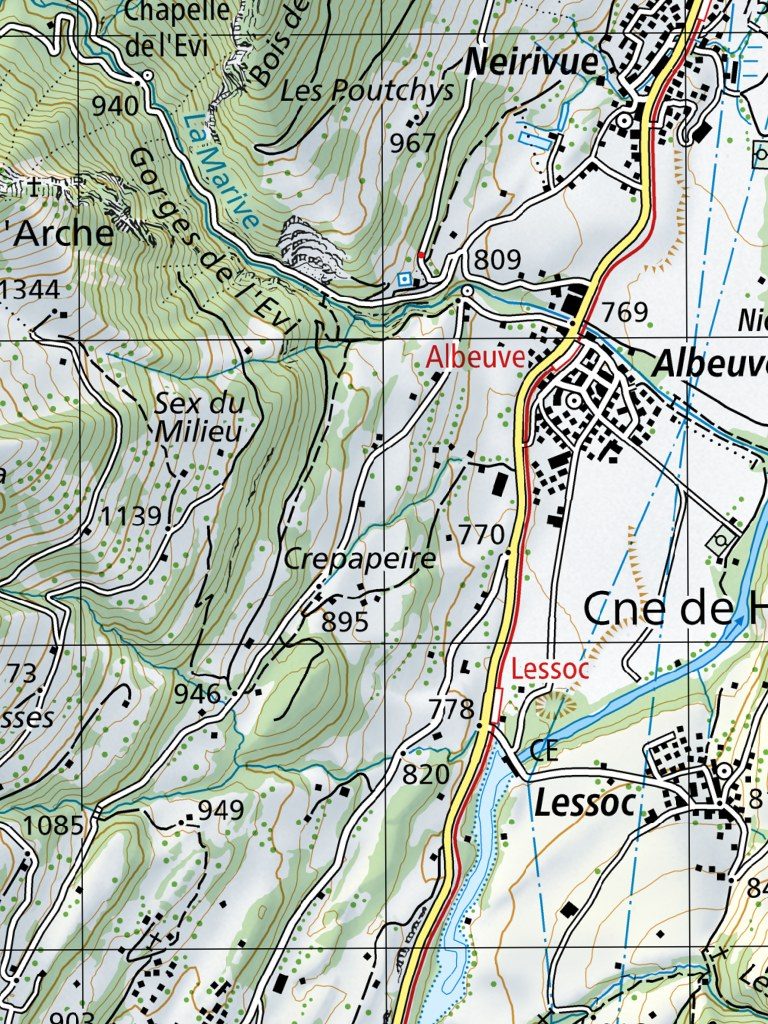 Chapelle
de l'Evi
Bois de
Neirivue
Les Poutchys
940
967
La Marive
Gorges de l'Evi
'Arche
809
1344
769
Albeuve
Albeuve
Sex du
Milieu
1139
770
Crepapeire
895
Cne de H
73
946
Lessoc
sses
778
CE
820
Lessoc
949
1085
903